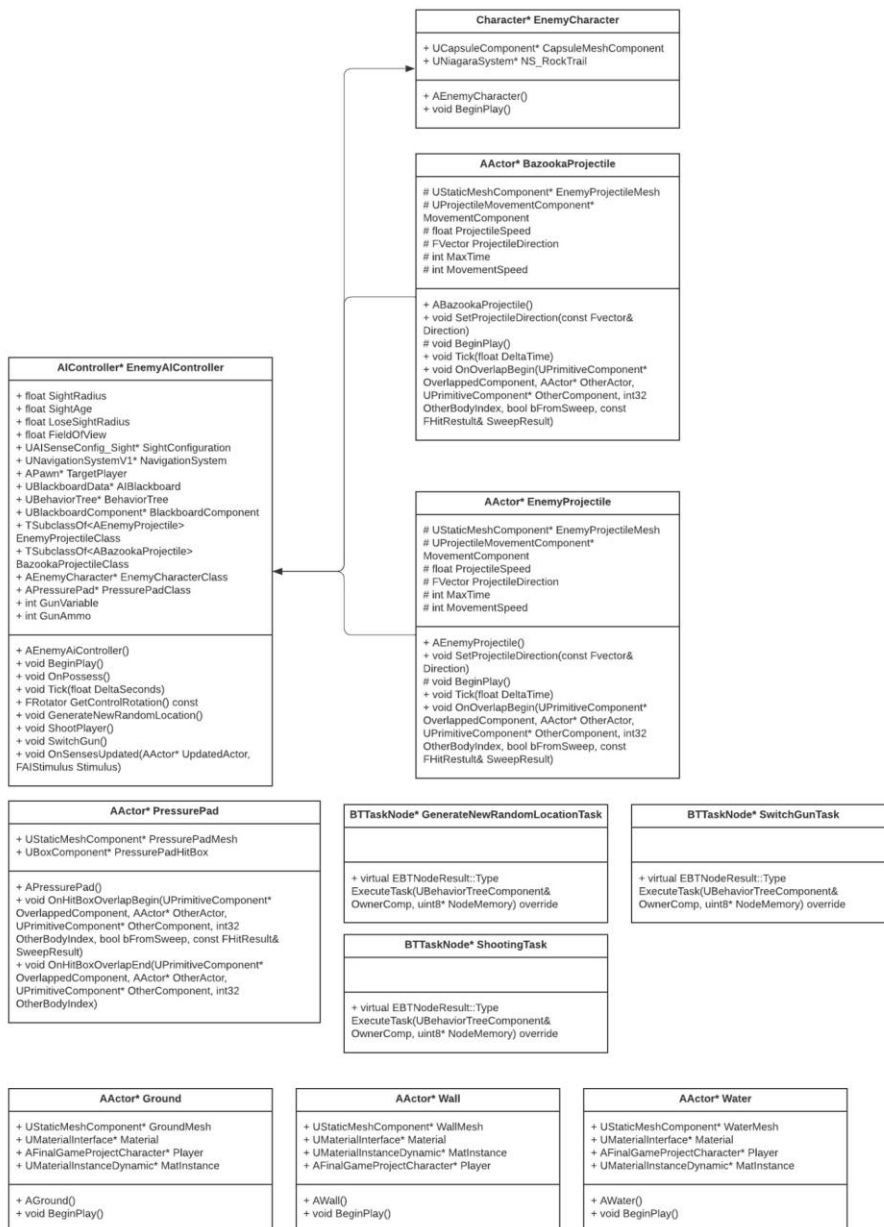 Character* EnemyCharacter
+ UCapsuleComponent* CapsuleMeshComponent
+ UNiagaraSystem* NS_RockTrail
+ AEnemyCharacter()
+ void BeginPlay()
AActor* BazookaProjectile
# UStaticMeshComponent* EnemyProjectileMesh
# UProjectileMovementComponent*
MovementComponent
# float ProjectileSpeed
# FVector ProjectileDirection
# int MaxTime
# int MovementSpeed
+ ABazookaProjectile()
+ void SetProjectileDirection(const Fvector&
Direction)
# void BeginPlay()
+ void Tick(float DeltaTime)
+ void OnOverlapBegin(UPrimitiveComponent*
OverlappedComponent, AActor* OtherActor,
UPrimitiveComponent* OtherComponent, int32
OtherBodyIndex, bool bFromSweep, const
FHitRestult& SweepResult)
AIController* EnemyAIController
+ float SightRadius
+ float SightAge
+ float LoseSightRadius
+ float FieldOfView
+ UAISenseConfig_Sight* SightConfiguration
+ UNavigationSystemV1* NavigationSystem
+ APawn* TargetPlayer
+ UBlackboardData* AIBlackboard
+ UBehaviorTree* BehaviorTree
+ UBlackboardComponent* BlackboardComponent
+ TSubclassOf<AEnemyProjectile>
EnemyProjectileClass
+ TSubclassOf<ABazookaProjectile>
BazookaProjectileClass
+ AEnemyCharacter* EnemyCharacterClass
+ APressurePad* PressurePadClass
+ int GunVariable
+ int GunAmmo
+ AEnemyAiController()
+ void BeginPlay()
+ void OnPossess()
+ void Tick(float DeltaSeconds)
+ FRotator GetControlRotation() const
+ void GenerateNewRandomLocation()
+ void ShootPlayer()
+ void SwitchGun()
+ void OnSensesUpdated(AActor* UpdatedActor,
FAIStimulus Stimulus)
AActor* EnemyProjectile
# UStaticMeshComponent* EnemyProjectileMesh
# UProjectileMovementComponent*
MovementComponent
# float ProjectileSpeed
# FVector ProjectileDirection
# int MaxTime
# int MovementSpeed
+ AEnemyProjectile()
+ void SetProjectileDirection(const Fvector&
Direction)
# void BeginPlay()
+ void Tick(float DeltaTime)
+ void OnOverlapBegin(UPrimitiveComponent*
OverlappedComponent, AActor* OtherActor,
UPrimitiveComponent* OtherComponent, int32
OtherBodyIndex, bool bFromSweep, const
FHitRestult& SweepResult)
AActor* PressurePad
+ UStaticMeshComponent* PressurePadMesh
+ UBoxComponent* PressurePadHitBox
+ APressurePad()
+ void OnHitBoxOverlapBegin(UPrimitiveComponent*
OverlappedComponent, AActor* OtherActor,
UPrimitiveComponent* OtherComponent, int32
OtherBodyIndex, bool bFromSweep, const FHitResult&
SweepResult)
+ void OnHitBoxOverlapEnd(UPrimitiveComponent*
OverlappedComponent, AActor* OtherActor,
UPrimitiveComponent* OtherComponent, int32
OtherBodyIndex)
BTTaskNode* GenerateNewRandomLocationTask
+ virtual EBTNodeResult::Type
ExecuteTask(UBehaviorTreeComponent&
OwnerComp, uint8* NodeMemory) override
BTTaskNode* SwitchGunTask
+ virtual EBTNodeResult::Type
ExecuteTask(UBehaviorTreeComponent&
OwnerComp, uint8* NodeMemory) override
BTTaskNode* ShootingTask
+ virtual EBTNodeResult::Type
ExecuteTask(UBehaviorTreeComponent&
OwnerComp, uint8* NodeMemory) override
AActor* Ground
+ UStaticMeshComponent* GroundMesh
+ UMaterialInterface* Material
+ AFinalGameProjectCharacter* Player
+ UMaterialInstanceDynamic* MatInstance
+ AGround()
+ void BeginPlay()
AActor* Wall
+ UStaticMeshComponent* WallMesh
+ UMaterialInterface* Material
+ UMaterialInstanceDynamic* MatInstance
+ AFinalGameProjectCharacter* Player
+ AWall()
+ void BeginPlay()
AActor* Water
+ UStaticMeshComponent* WaterMesh
+ UMaterialInterface* Material
+ AFinalGameProjectCharacter* Player
+ UMaterialInstanceDynamic* MatInstance
+ AWater()
+ void BeginPlay()